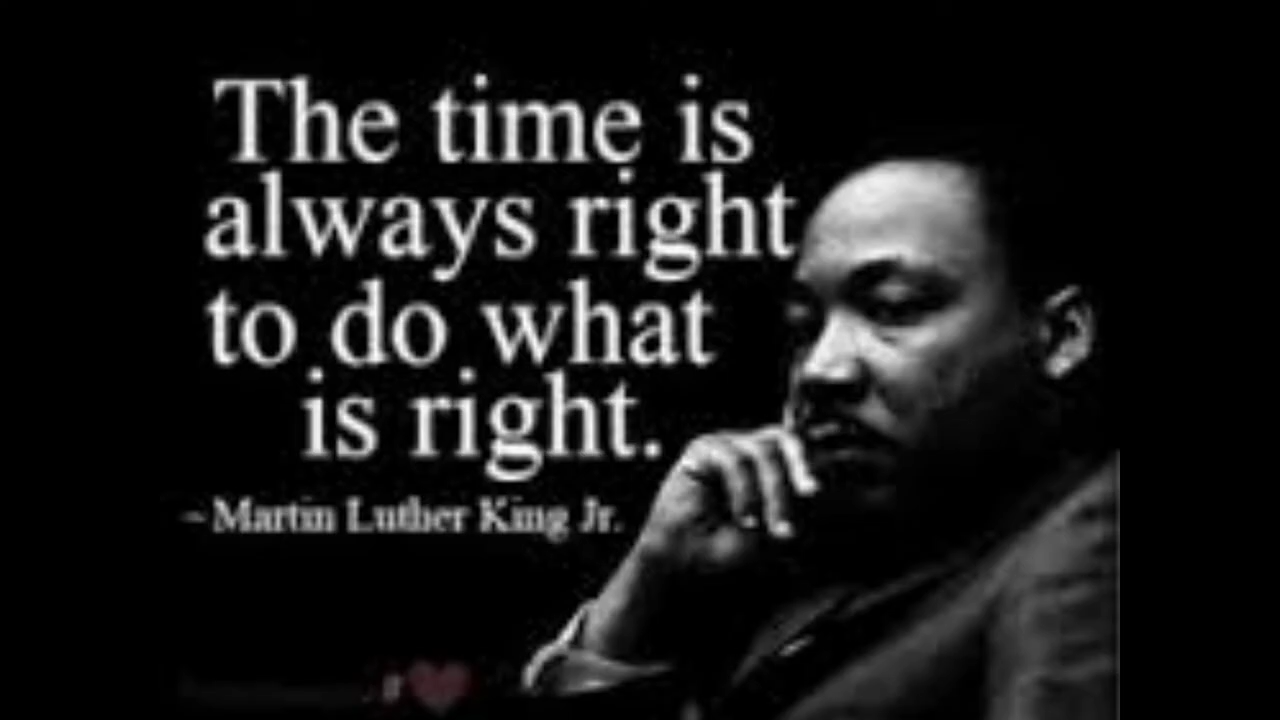 The time is
always right
to do what
is right.
~Martin Luther King Jr.